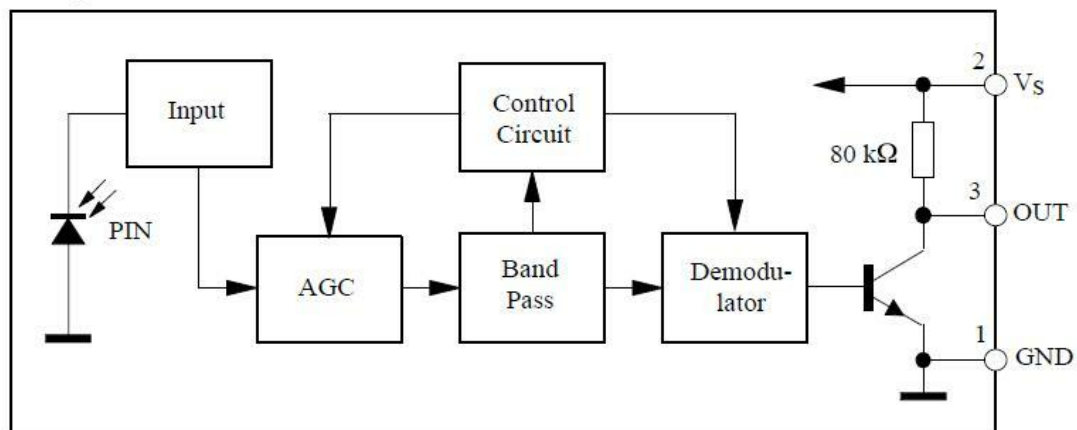 Input
Control
Circuit
PIN
AGC
Band
Pass
Demodu-
lator
80 kΩ
2
VS
3
OUT
1
GND